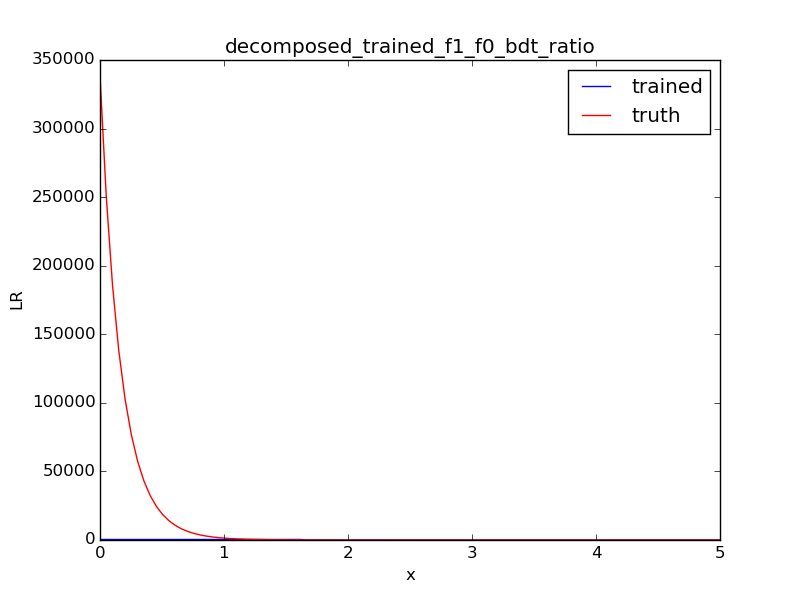 decomposed_trained_f1_f0_bdt_ratio
350000
300000
250000
200000
150000
100000
50000
0
LR
trained
truth
0 1 2 3 4 5
x